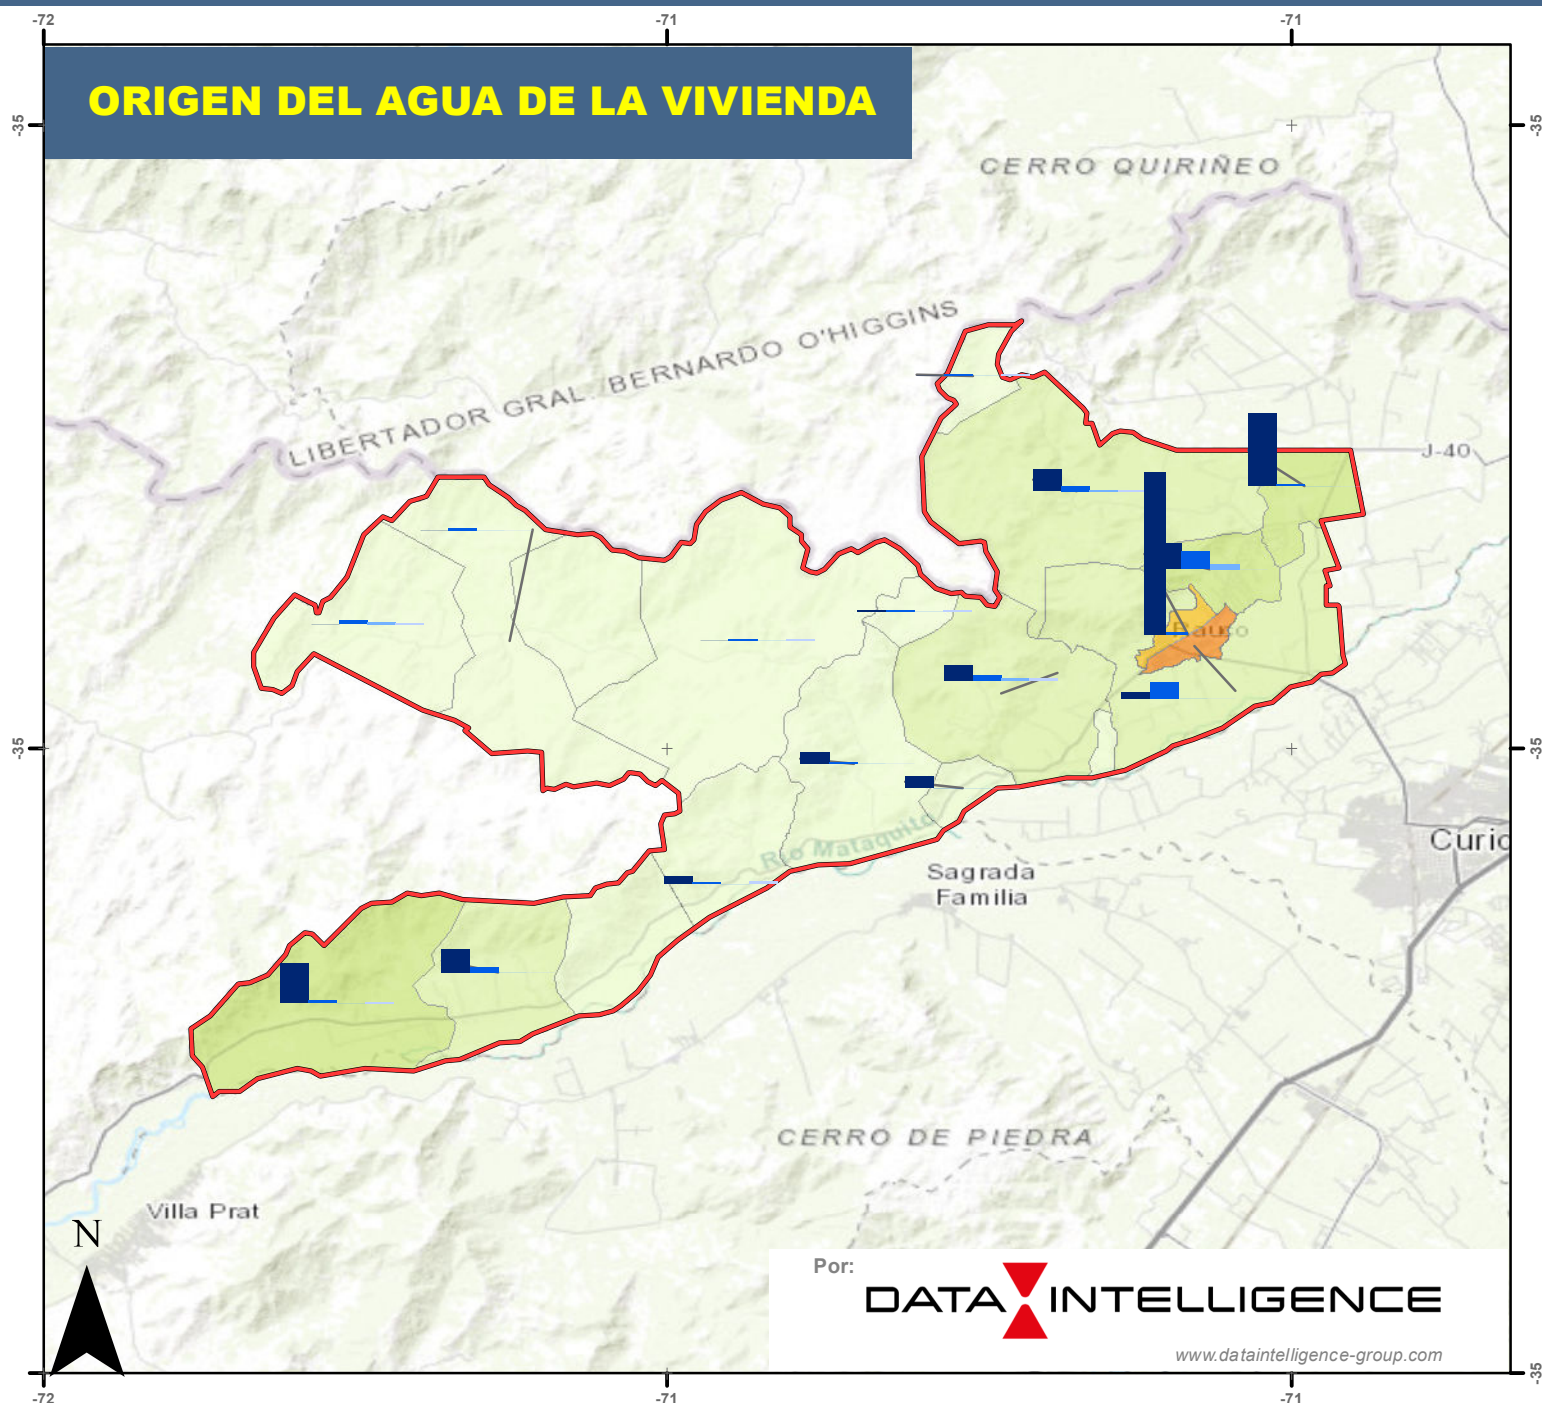 -72
-71
-71
ORIGEN DEL AGUA DE LA VIVIENDA
-35
-35
CERRO QUIRIÑEO
LIBERTADOR GRAL. BERNARDO O'HIGGINS
J-40
Rauco
-35
-35
Río Mataquito
Curic
Sagrada
Familia
CERRO DE PIEDRA
Villa Prat
N
Por:
DATA INTELLIGENCE
www.dataintelligence-group.com
-35
-35
-72
-71
-71